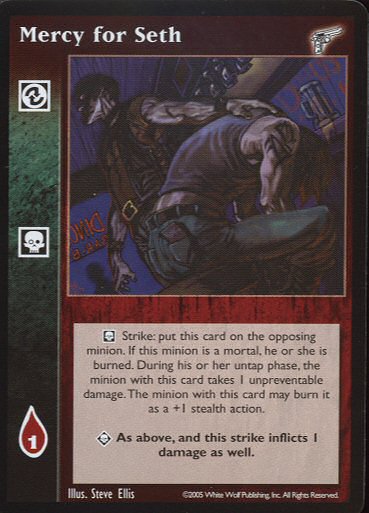 Mercy for Seth
Strike: put this card on the opposing
minion. If this minion is a mortal, he or she is
burned. During his or her untap phase, the
minion with this card takes 1 unpreventable
damage. The minion with this card may burn it
as a +1 stealth action.
As above, and this strike inflicts 1
damage as well.
1
Illus. Steve Ellis
©2005 White Wolf Publishing, Inc. All Rights Reserved.